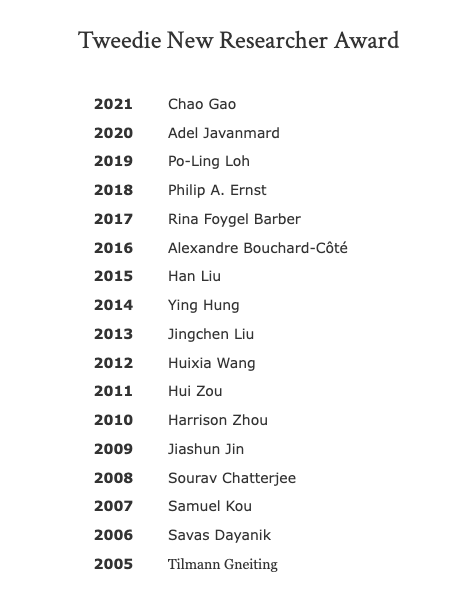 Tweedie New Researcher Award
2021 Chao Gao
2020 Adel Javanmard
2019 Po-Ling Loh
2018 Philip A. Ernst
2017 Rina Foygel Barber
2016 Alexandre Bouchard-Côté
2015 Han Liu
2014 Ying Hung
2013 Jingchen Liu
2012 Huixia Wang
2011 Hui Zou
2010 Harrison Zhou
2009 Jiashun Jin
2008 Sourav Chatterjee
2007 Samuel Kou
2006 Savas Dayanik
2005 Tilmann Gneiting